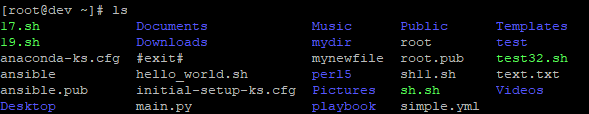 [root@dev ~]# ls
17.sh Documents Music Public Templates
19.sh Downloads mydir root test
anaconda-ks.cfg #exit# mynewfile root.pub test32.sh
ansible hello_world.sh perl5 sh11.sh text.txt
ansible.pub initial-setup-ks.cfg Pictures sh.sh Videos
Desktop main.py playbook simple.yml